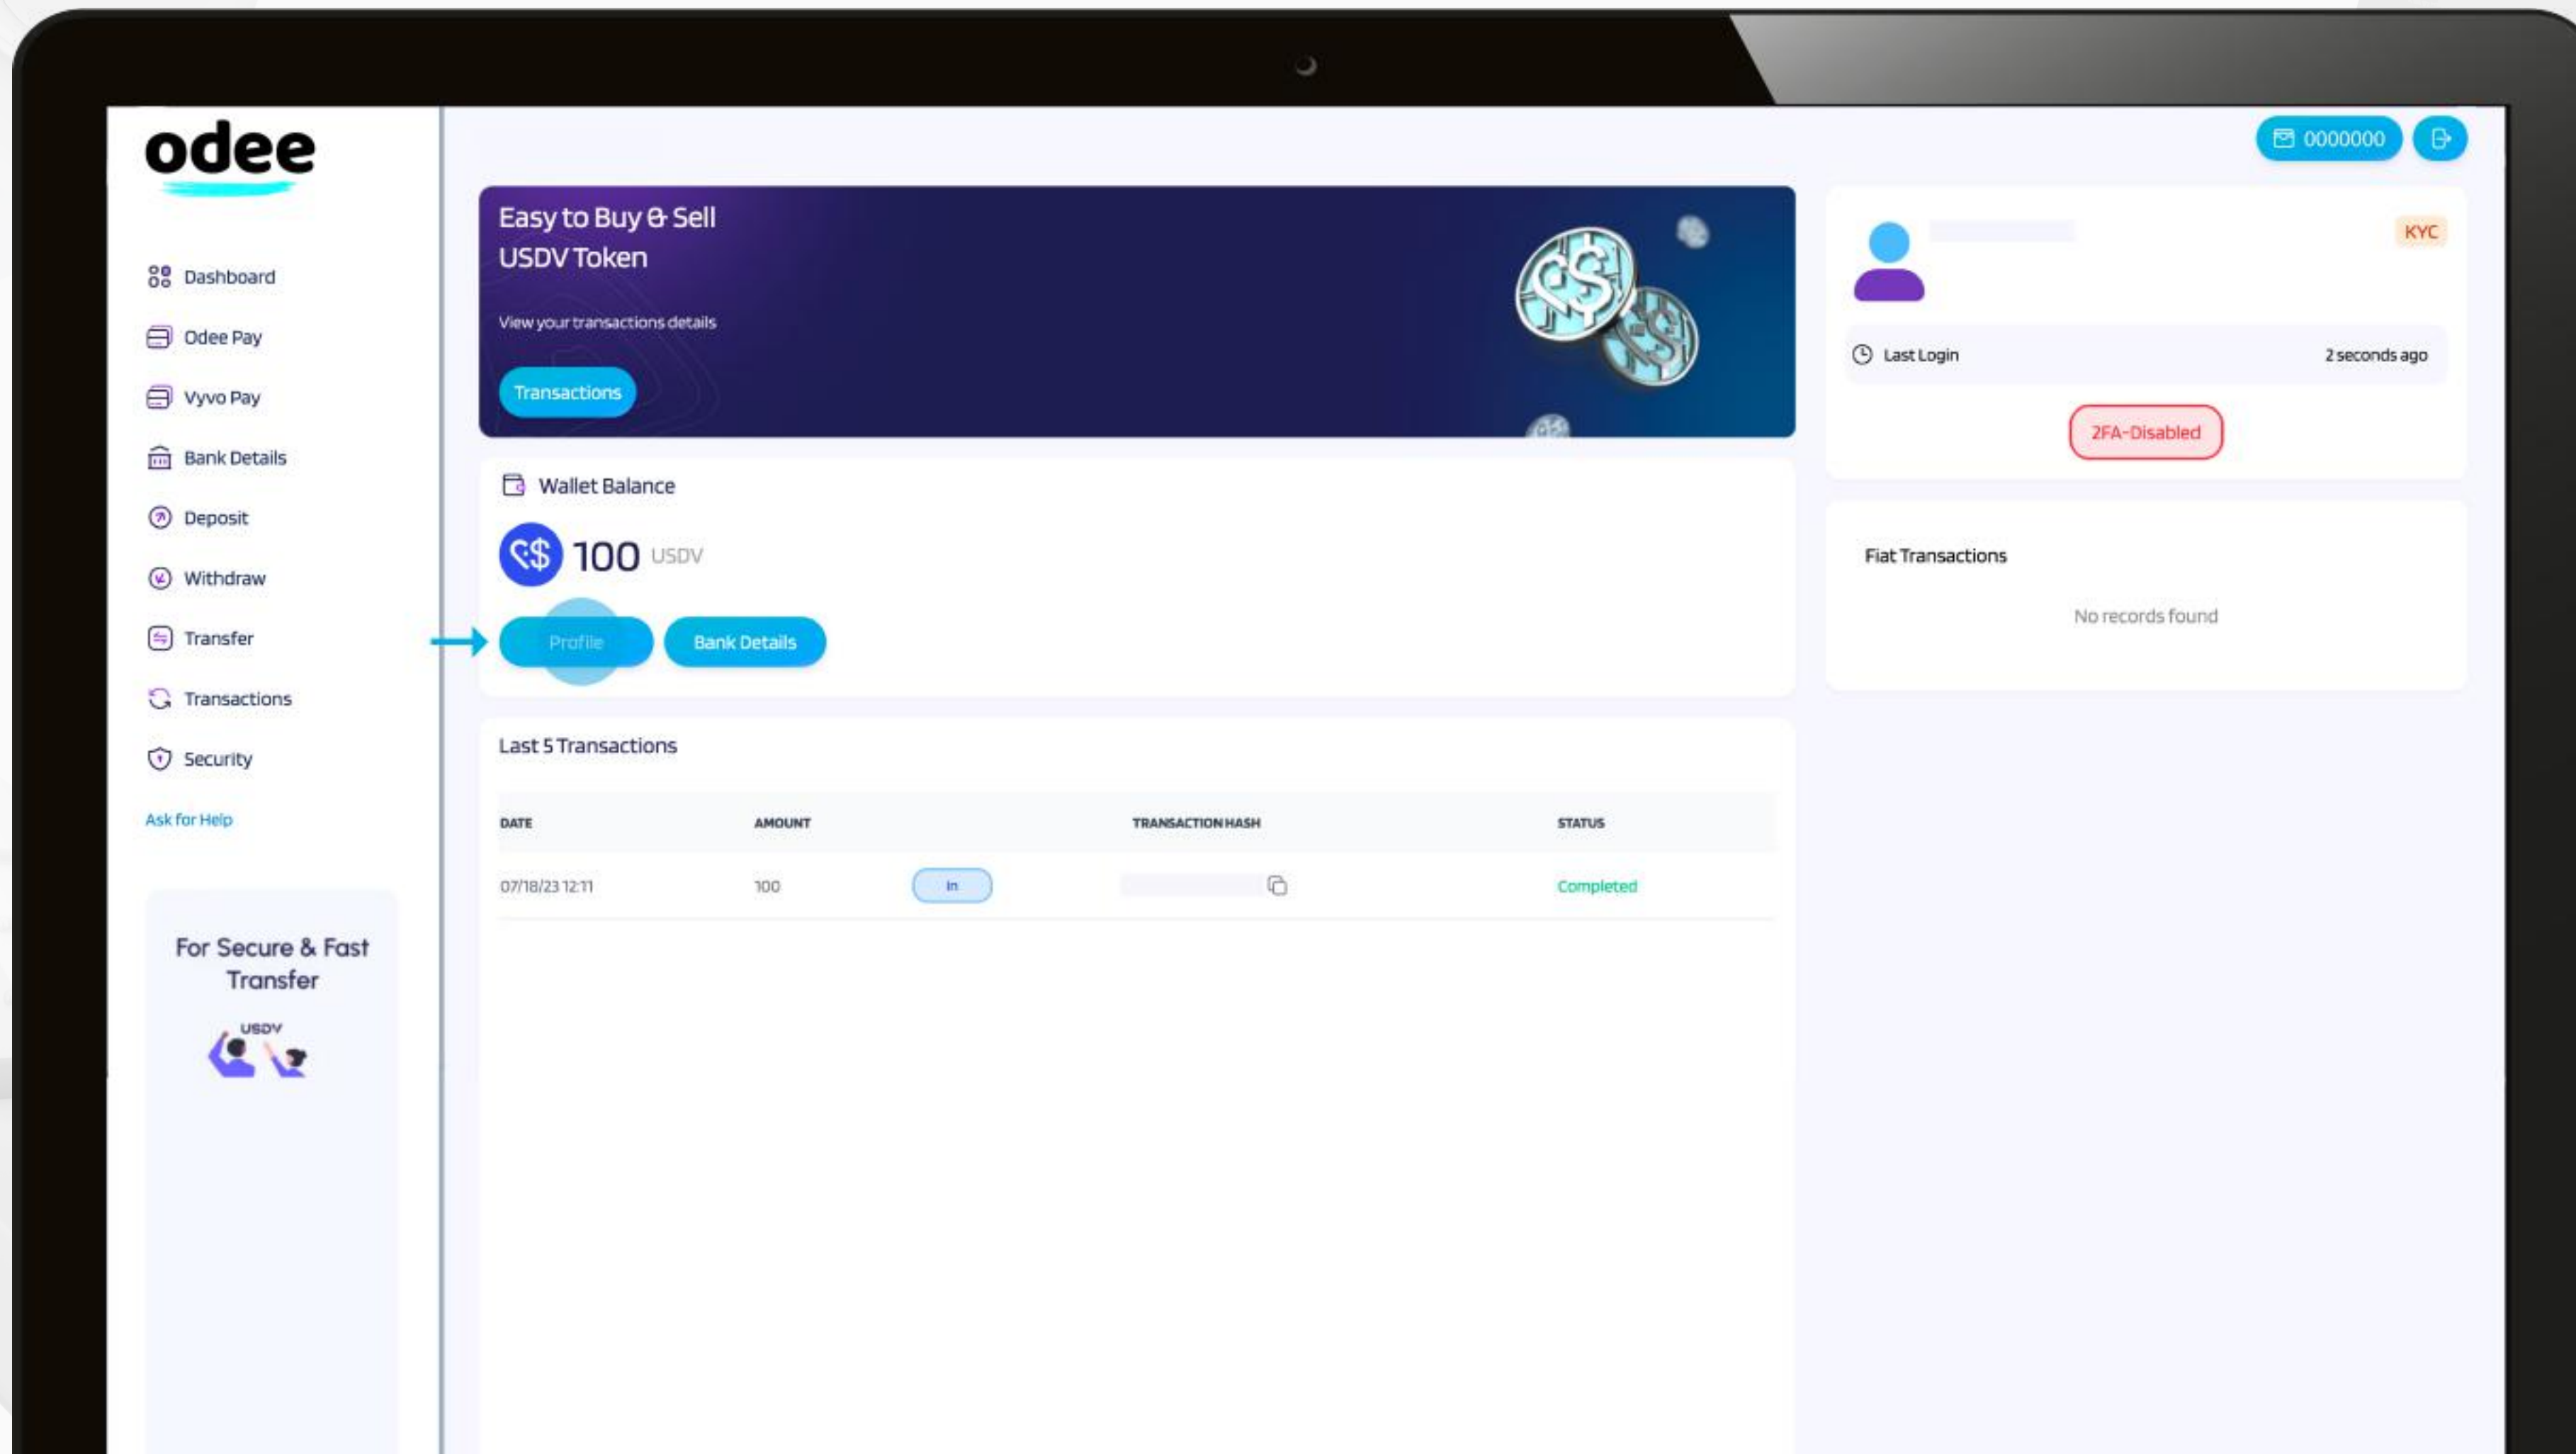 odee
0000000
Dashboard
Odee Pay
Vyvo Pay
Bank Details
Deposit
Withdraw
Transfer
Transactions
Security
Ask for Help
For Secure & Fast
Transfer
USDV
Easy to Buy & Sell
USDV Token
View your transactions details
Transactions
Wallet Balance
100 USDV
Profile
Bank Details
Last 5 Transactions
DATE AMOUNT TRANSACTION HASH STATUS
07/18/23 12:11 100 In Completed
KYC
Last Login 2 seconds ago
2FA-Disabled
Fiat Transactions
No records found